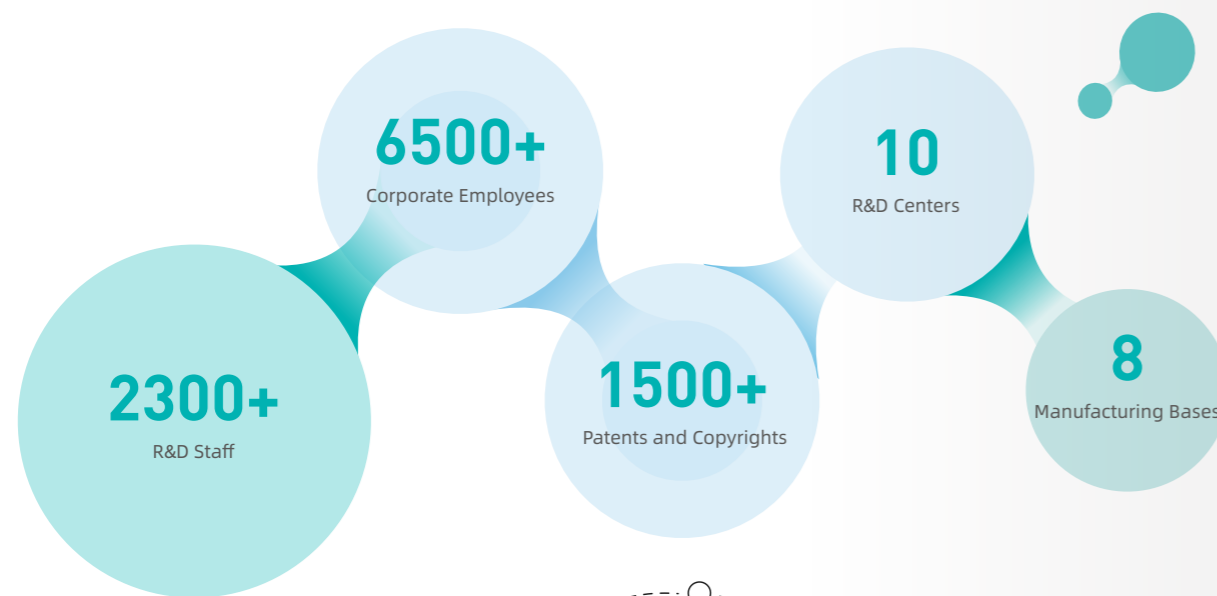 6500+
Corporate Employees
10
R&D Centers
2300+
R&D Staff
1500+
Patents and Copyrights
8
Manufacturing Bases